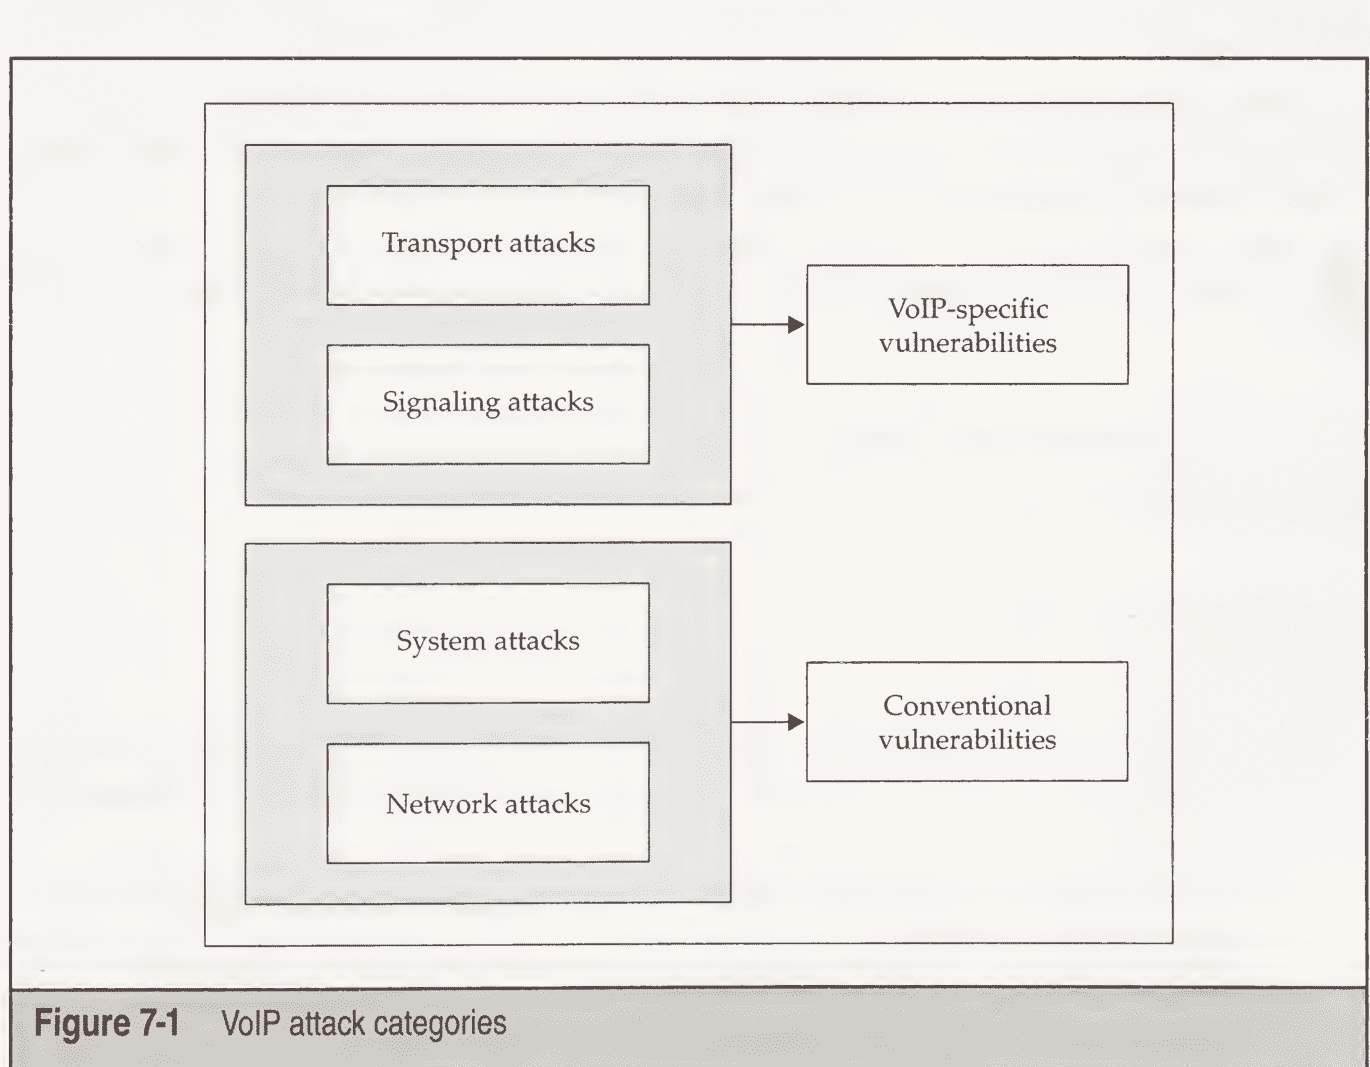 Transport attacks
Signaling attacks
VoIP-specific
vulnerabilities
System attacks
Network attacks
Conventional
vulnerabilities
Figure 7-1 VoIP attack categories